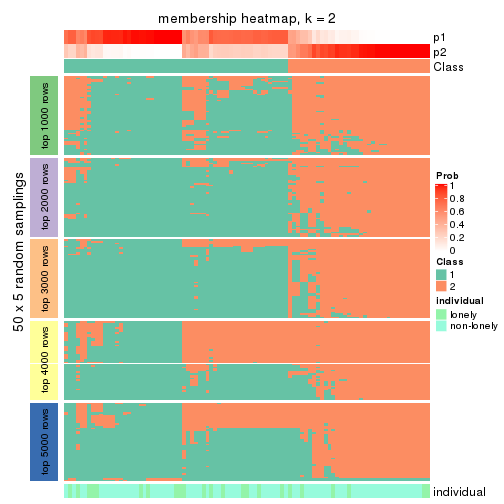 membership heatmap, k = 2
p1
p2
Class
50 x 5 random samplings
top 1000 rows
top 2000 rows
top 3000 rows
top 4000 rows
top 5000 rows
individual
Prob
1
0.8
0.6
0.4
0.2
0
Class
1
2
individual
lonely
non-lonely